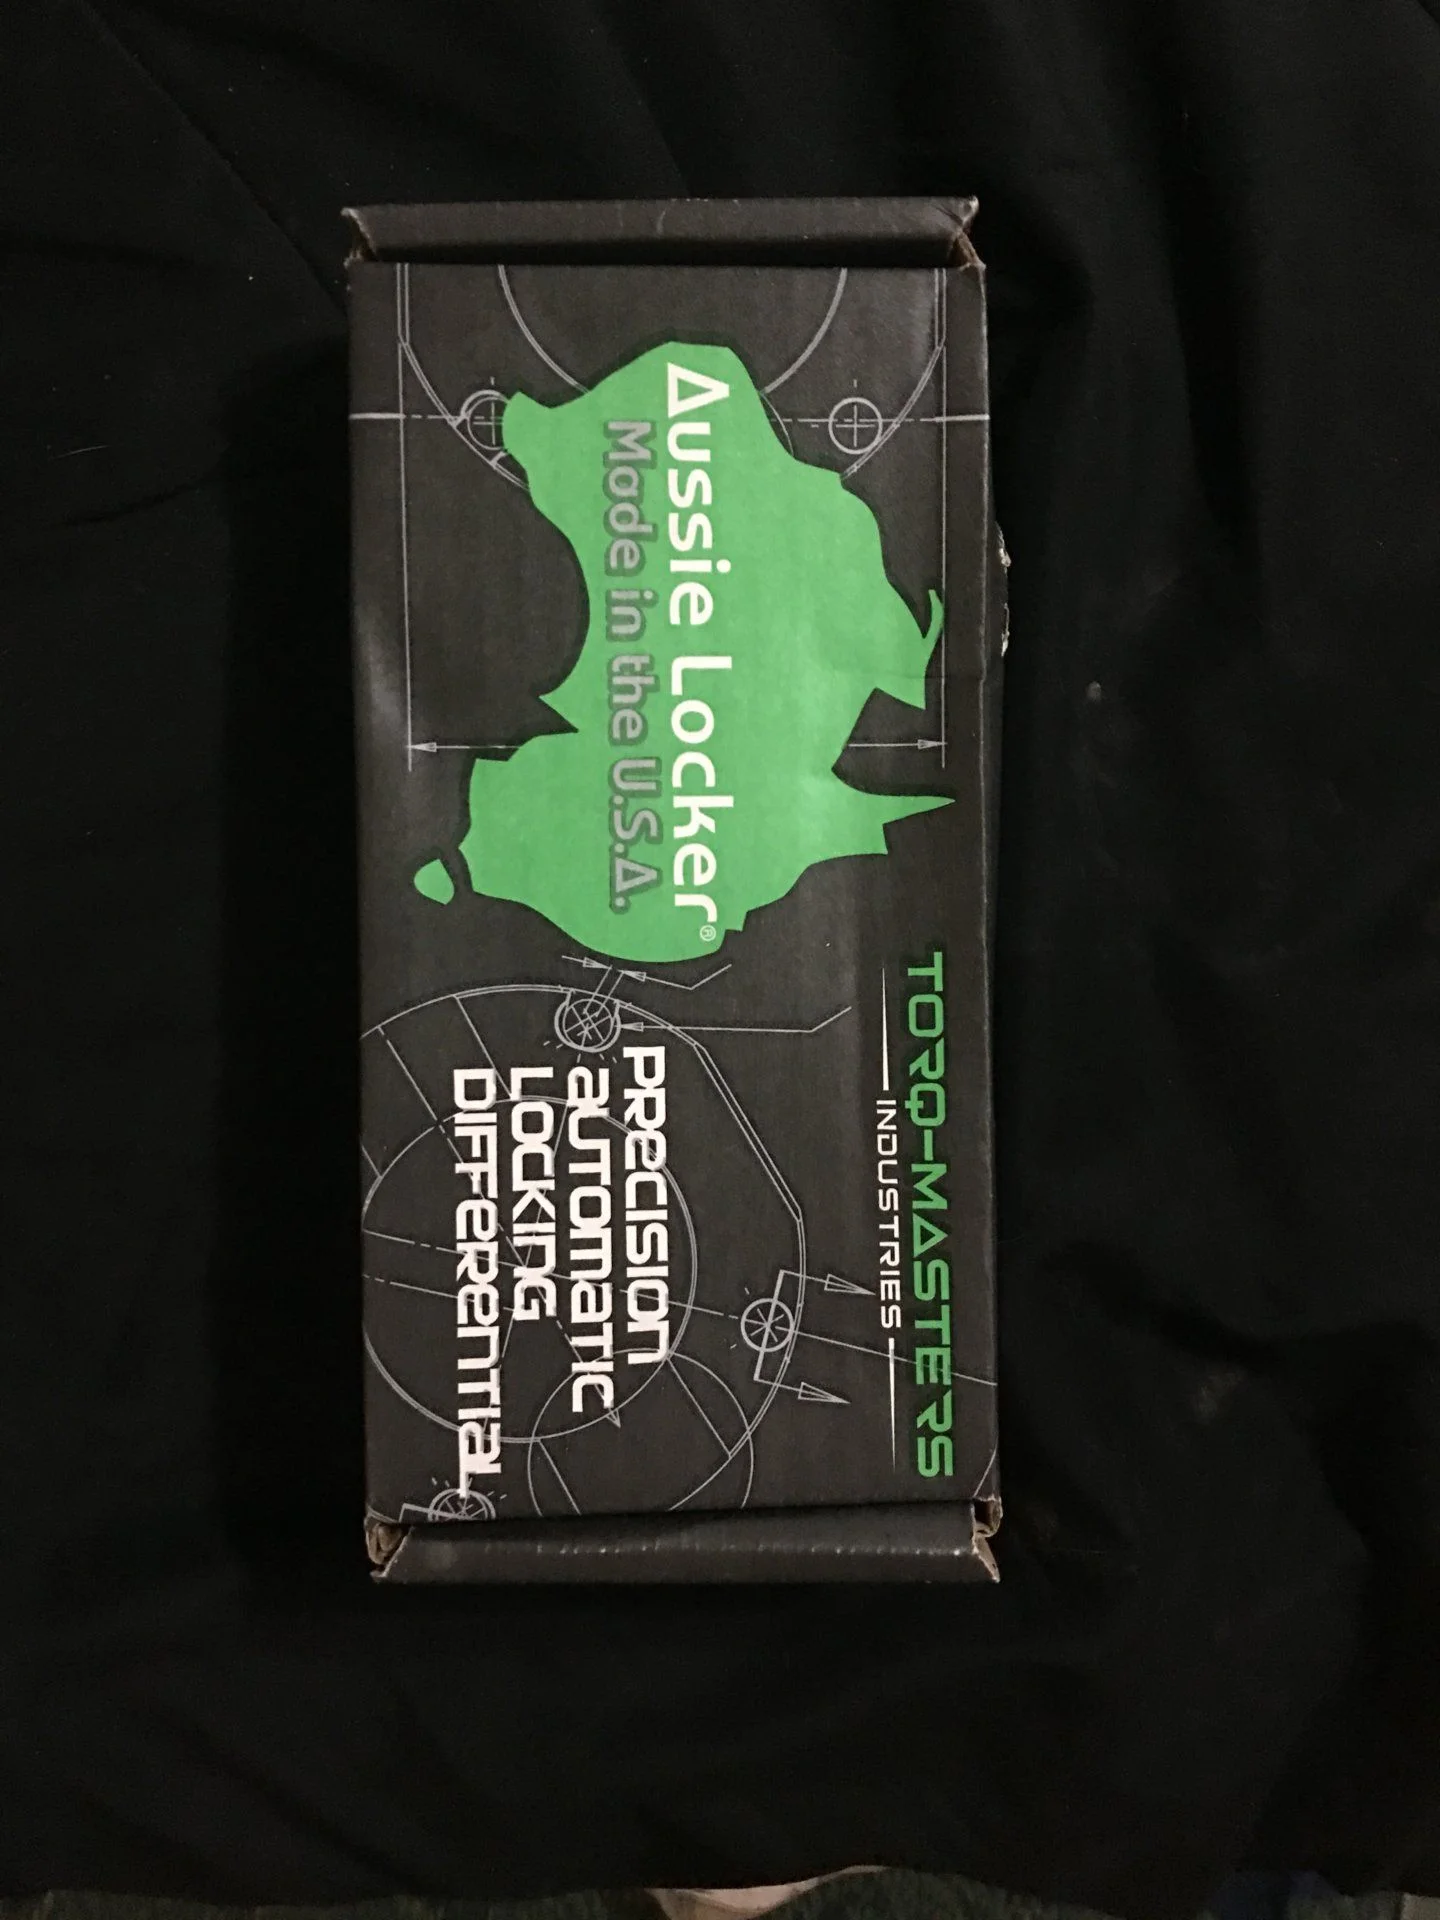 Aussie Locker®
Made in the U.S.A.
TORQ-MASTERS
INDUSTRIES
PRECISION
AUTOMATIC
LOCKING
DIFFERENTIAL